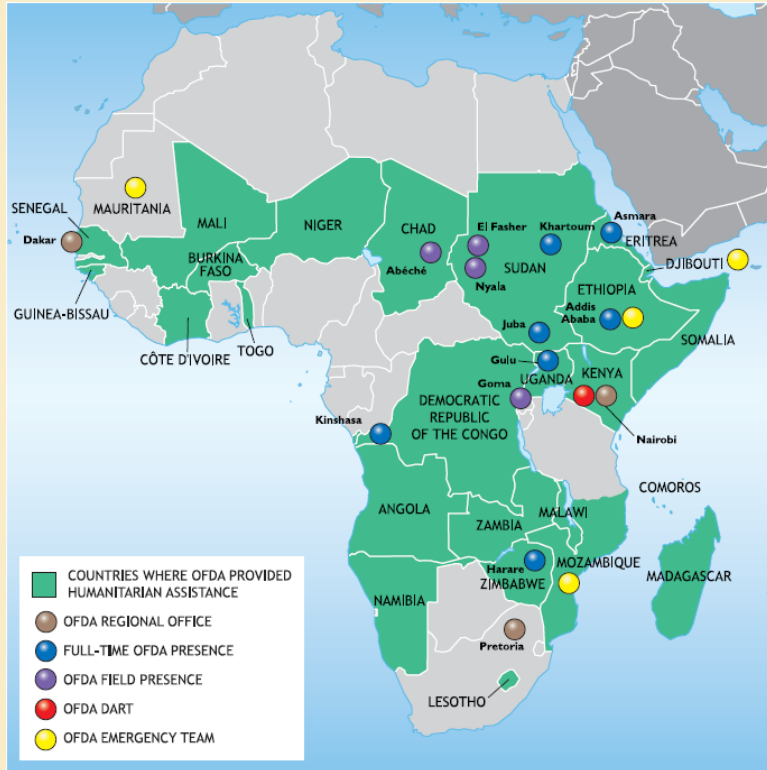 SENEGAL
MAURITANIA
Dakar
MALI
NIGER
CHAD
Abéché
El Fasher
Khartoum
Asmara
ERITREA
SUDAN
Nyala
BURKINA
FASO
DJIBOUTI
ETHIOPIA
Addis
Ababa
GUINEA-BISSAU
CÔTE D'IVOIRE
TOGO
Juba
SOMALIA
Gulu
UGANDA
KENYA
Goma
DEMOCRATIC
REPUBLIC
OF THE CONGO
Kinshasa
Nairobi
COMOROS
ANGOLA
MALAWI
ZAMBIA
MOZAMBIQUE
Harare
ZIMBABWE
MADAGASCAR
NAMIBIA
Pretoria
LESOTHO
COUNTRIES WHERE OFDA PROVIDED
HUMANITARIAN ASSISTANCE
OFDA REGIONAL OFFICE
FULL-TIME OFDA PRESENCE
OFDA FIELD PRESENCE
OFDA DART
OFDA EMERGENCY TEAM